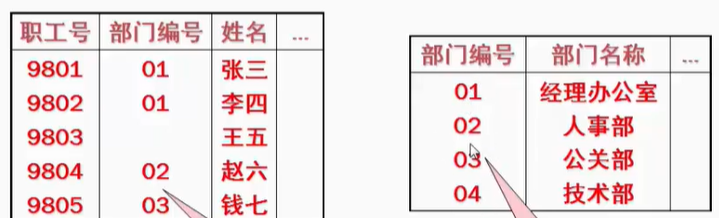 职工号 部门编号 姓名 ...
9801 01 张三
9802 01 李四
9803 王五
9804 02 赵六
9805 03 钱七
部门编号 部门名称 ...
01 经理办公室
02 人事部
03 公关部
04 技术部